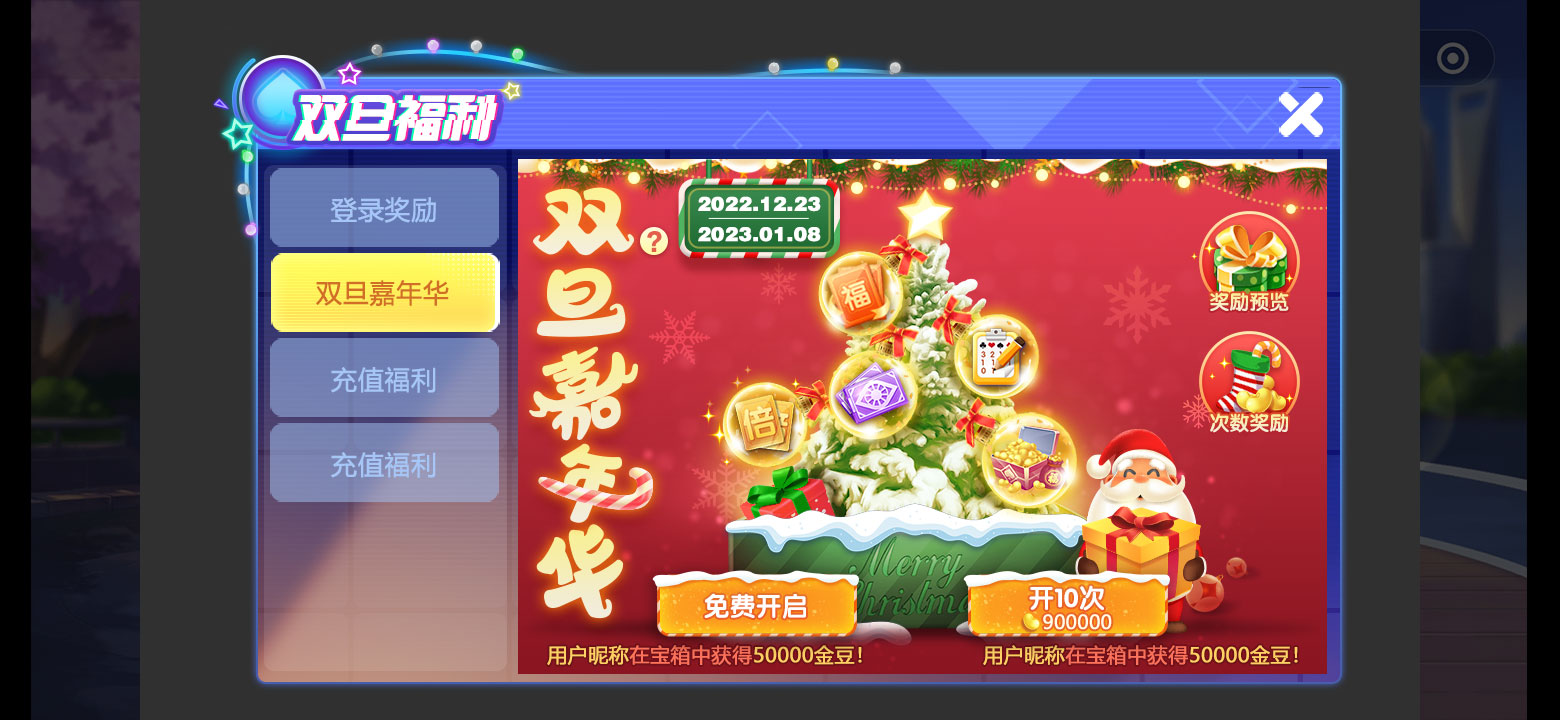 双旦福利
登录奖励
双旦嘉年华
充值福利
充值福利
双旦嘉年华
?
2022.12.23
2023.01.08
福
倍
奖励预览
次数奖励
Merry
免费开启
开10次
900000
用户昵称在宝箱中获得50000金豆!
用户昵称在宝箱中获得50000金豆!